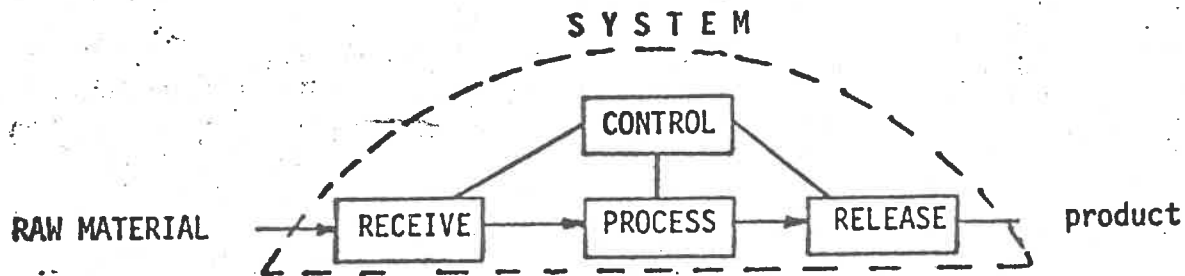 SYSTEM
CONTROL
RAW MATERIAL RECEIVE PROCESS RELEASE product